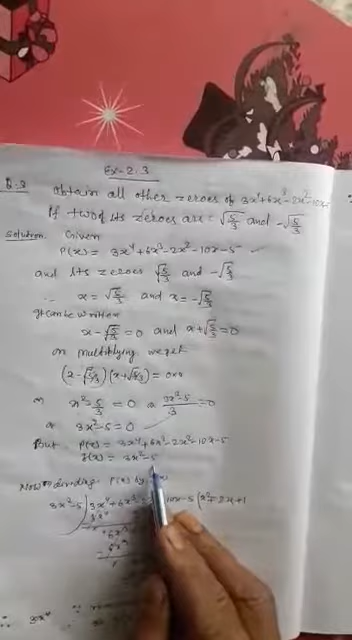 Ex-2.3
Q.3 Obtain all other zeroes of 3x⁴+6x³-2x²-10x-5
If two of its zeroes are √5/3 and -√5/3
Solution. Given
P(x) = 3x⁴+6x³-2x²-10x-5
and its zeroes √5/3 and -√5/3
∴ x = √5/3 and x = -√5/3
It can be written
x-√5/3 = 0 and x+√5/3 = 0
on multiplying we get
(x-√5/3)(x+√5/3) = 0×0
or x²-5/3 = 0 or 3x²-5/3 = 0
or 3x²-5 = 0
But P(x) = 3x⁴+6x³-2x²-10x-5
g(x) = 3x²-5
Now dividing P(x) by
3x²-5 ) 3x⁴+6x³ 10x-5 ( x²+2x+1